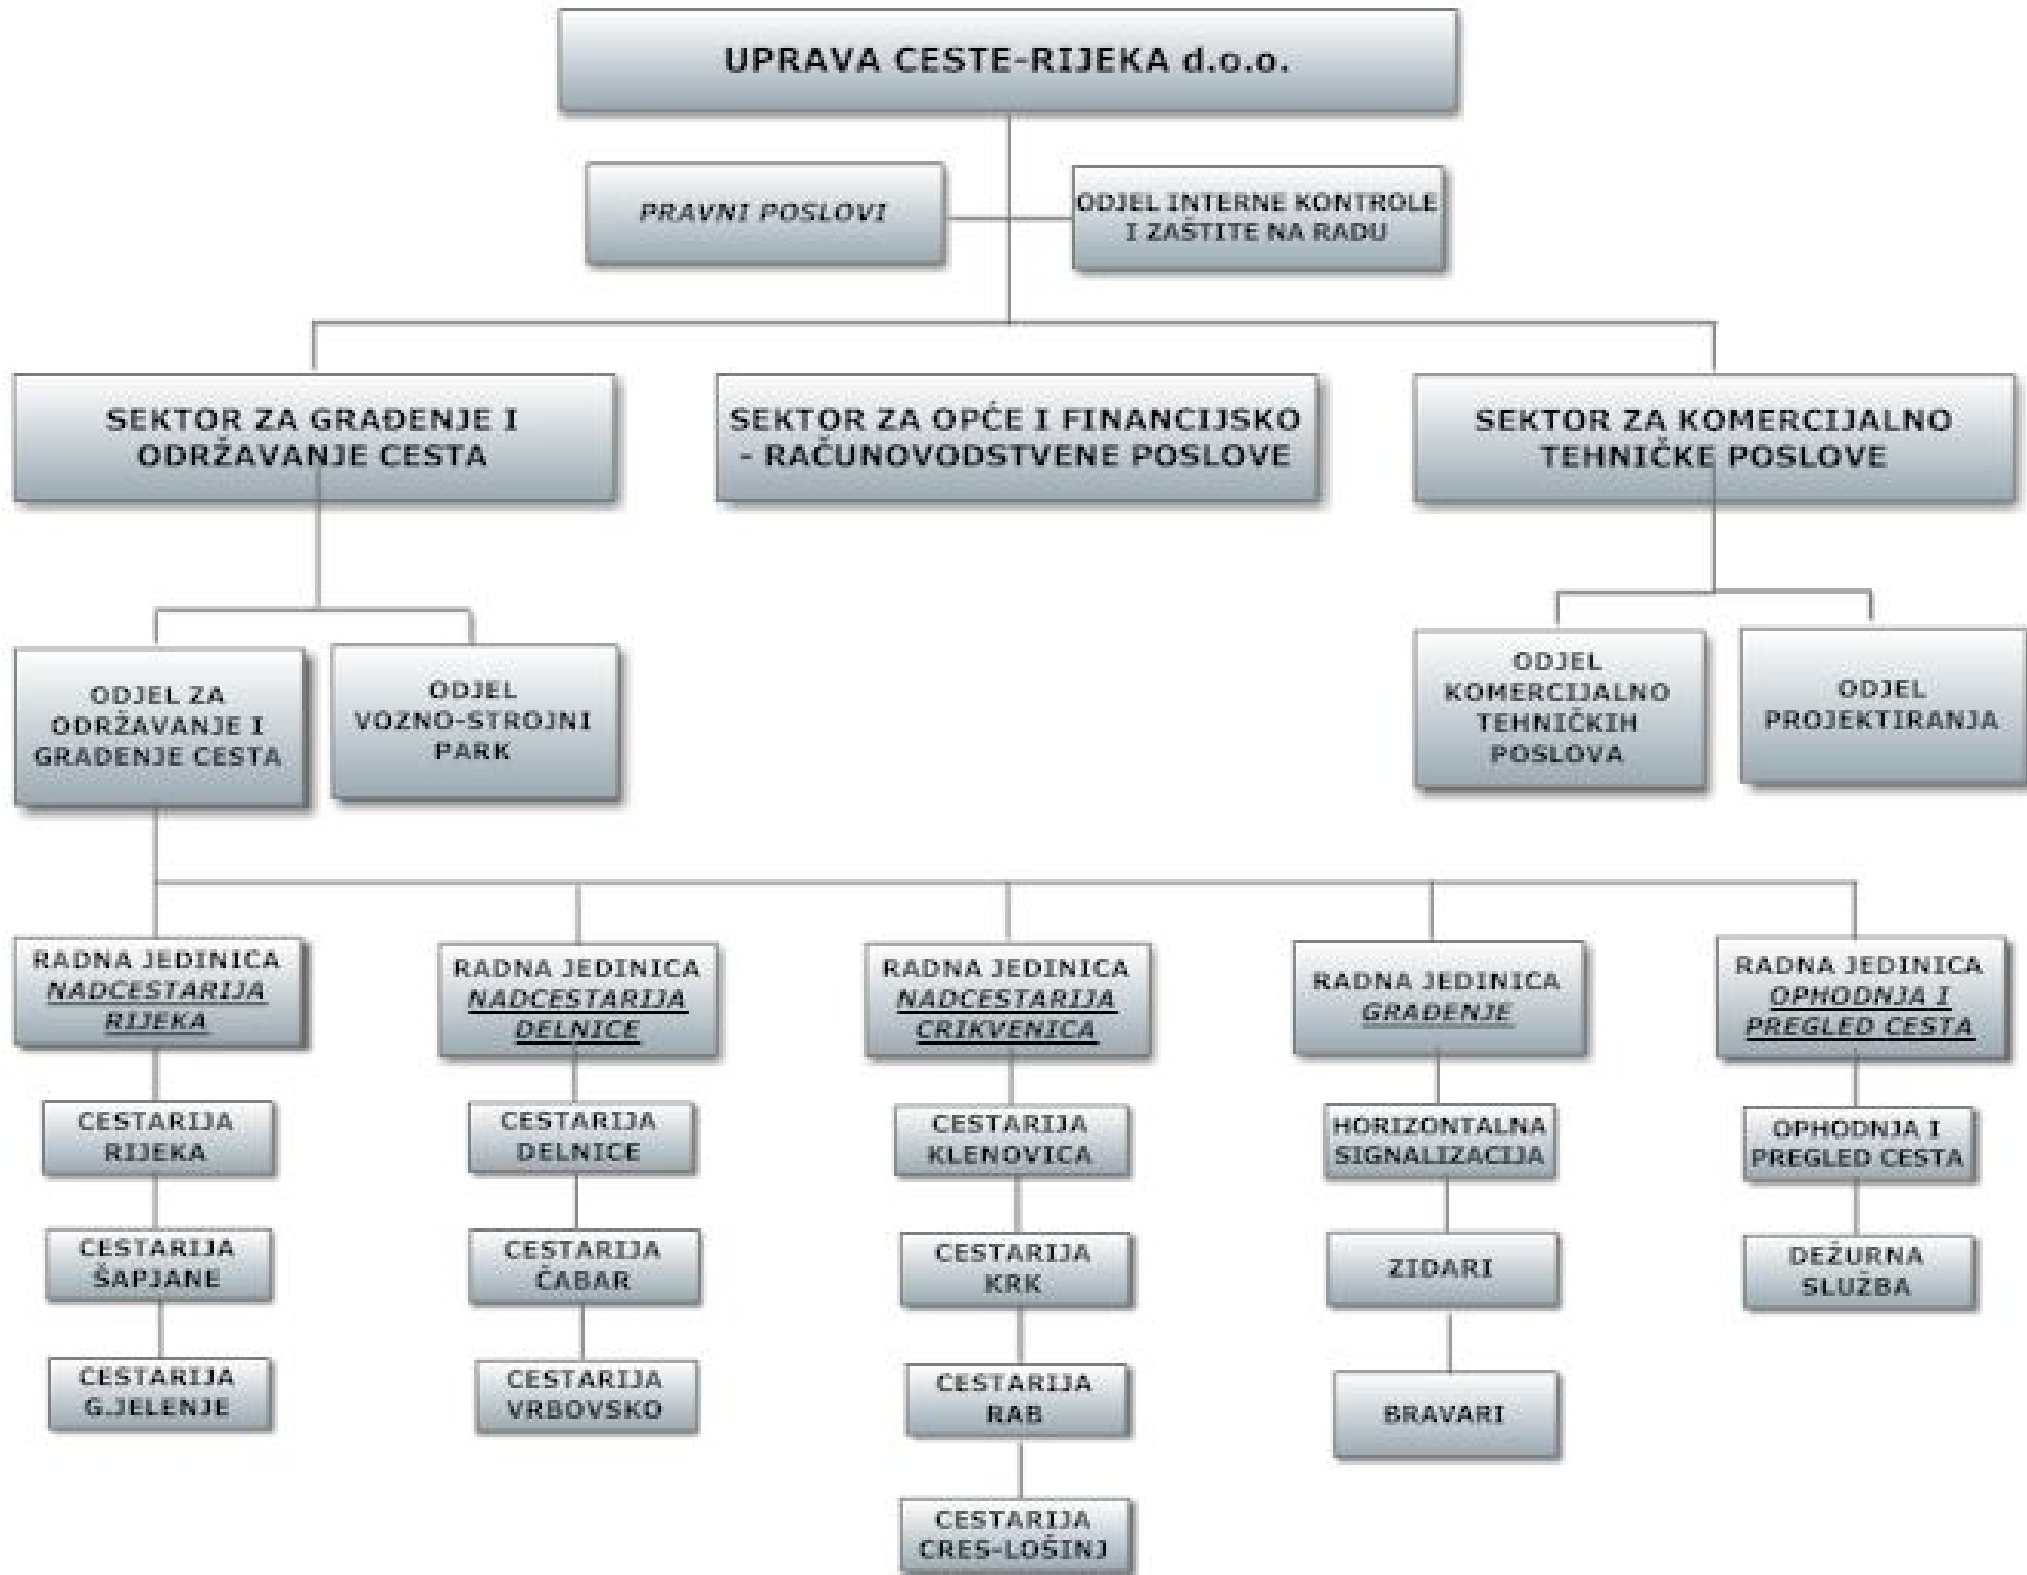 UPRAVA CESTE-RIJEKA d.o.o.
PRAVNI POSLOVI
ODJEL INTERNE KONTROLE
I ZAŠTITE NA RADU
SEKTOR ZA GRAĐENJE I
ODRŽAVANJE CESTA
SEKTOR ZA OPĆE I FINANCIJSKO
- RAČUNOVODSTVENE POSLOVE
SEKTOR ZA KOMERCIJALNO
TEHNIČKE POSLOVE
ODJEL ZA
ODRŽAVANJE I
GRAĐENJE CESTA
ODJEL
VOZNO-STROJNI
PARK
ODJEL
KOMERCIJALNO
TEHNIČKIH
POSLOVA
ODJEL
PROJEKTIRANJA
RADNA JEDINICA
NADCESTARIJA
RIJEKA
RADNA JEDINICA
NADCESTARIJA
DELNICE
RADNA JEDINICA
NADCESTARIJA
CRIKVENICA
RADNA JEDINICA
GRAĐENJE
RADNA JEDINICA
OPHODNJA I
PREGLED CESTA
CESTARIJA
RIJEKA
CESTARIJA
DELNICE
CESTARIJA
KLENOVICA
HORIZONTALNA
SIGNALIZACIJA
OPHODNJA I
PREGLED CESTA
CESTARIJA
ŠAPJANE
CESTARIJA
ČABAR
CESTARIJA
KRK
ZIDARI
DEŽURNA
SLUŽBA
CESTARIJA
G.JELENJE
CESTARIJA
VRBOVSKO
CESTARIJA
RAB
BRAVARI
CESTARIJA
CRES-LOŠINJ